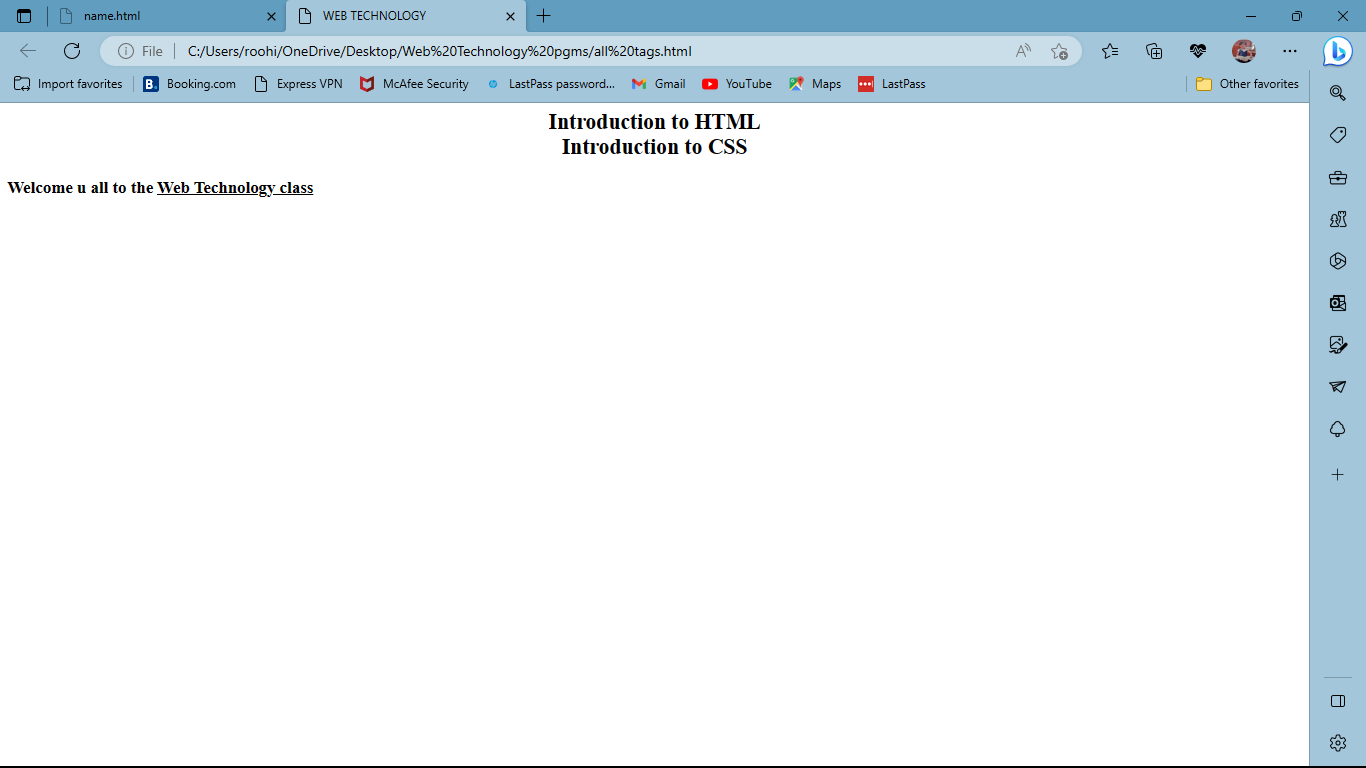 name.html
WEB TECHNOLOGY
File
C:/Users/roohi/OneDrive/Desktop/Web%20Technology%20pgms/all%20tags.html
Import favorites
B. Booking.com
Express VPN
McAfee Security
LastPass password...
Gmail
YouTube
Maps
LastPass
Other favorites
Introduction to HTML
Introduction to CSS
Welcome u all to the Web Technology class